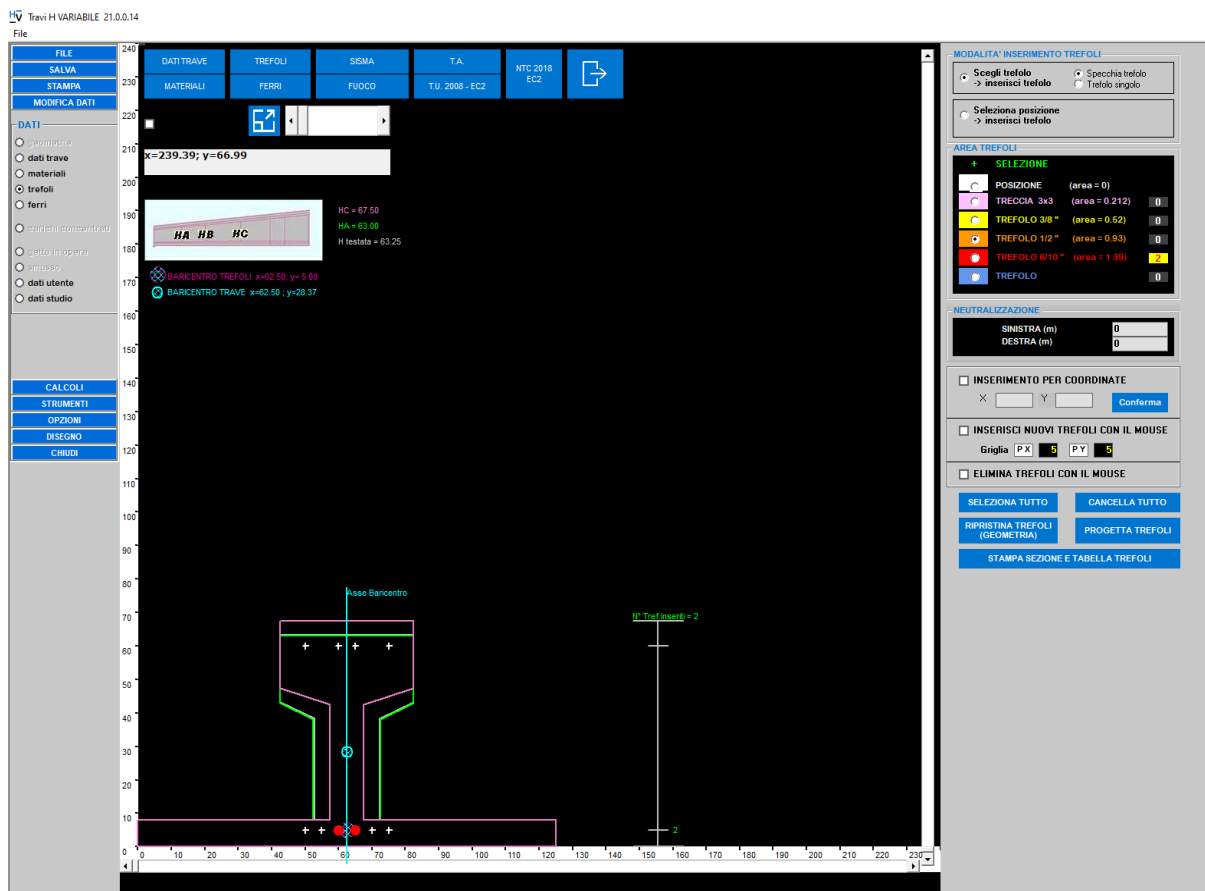 Travi H VARIABILE 21.0.0.14
File
FILE
SALVA
STAMPA
MODIFICA DATI
DATI
geometria
dati trave
materiali
trefoli
ferri
carichi concentrati
getto in opera
smusso
dati utente
dati studio
CALCOLI
STRUMENTI
OPZIONI
DISEGNO
CHIUDI
DATI TRAVE TREFOLI SISMA T.A. NTC 2018 EC2
MATERIALI FERRI FUOCO T.U. 2008 - EC2
x=239.39; y=66.99
HA HB HC
HC = 67.50
HA = 63.00
H testata = 63.25
BARICENTRO TREFOLI x=62.50, y= 5.00
BARICENTRO TRAVE x=62.50 ; y=28.37
240
230
220
210
200
190
180
170
160
150
140
130
120
110
100
90
80
70
60
50
40
30
20
10
0
Asse Baricentro
N° Tref.inseriti = 2
2
0 10 20 30 40 50 60 70 80 90 100 110 120 130 140 150 160 170 180 190 200 210 220 230
MODALITA' INSERIMENTO TREFOLI
Scegli trefolo
-> inserisci trefolo
Specchia trefolo
Trefolo singolo
Seleziona posizione
-> inserisci trefolo
AREA TREFOLI
+ SELEZIONE
POSIZIONE (area = 0)
TRECCIA 3x3 (area = 0.212) 0
TREFOLO 3/8 " (area = 0.52) 0
TREFOLO 1/2 " (area = 0.93) 0
TREFOLO 6/10 " (area = 1.39) 2
TREFOLO 0
NEUTRALIZZAZIONE
SINISTRA (m) 0
DESTRA (m) 0
INSERIMENTO PER COORDINATE
X Y Conferma
INSERISCI NUOVI TREFOLI CON IL MOUSE
Griglia P X 5 P Y 5
ELIMINA TREFOLI CON IL MOUSE
SELEZIONA TUTTO CANCELLA TUTTO
RIPRISTINA TREFOLI
(GEOMETRIA)
PROGETTA TREFOLI
STAMPA SEZIONE E TABELLA TREFOLI